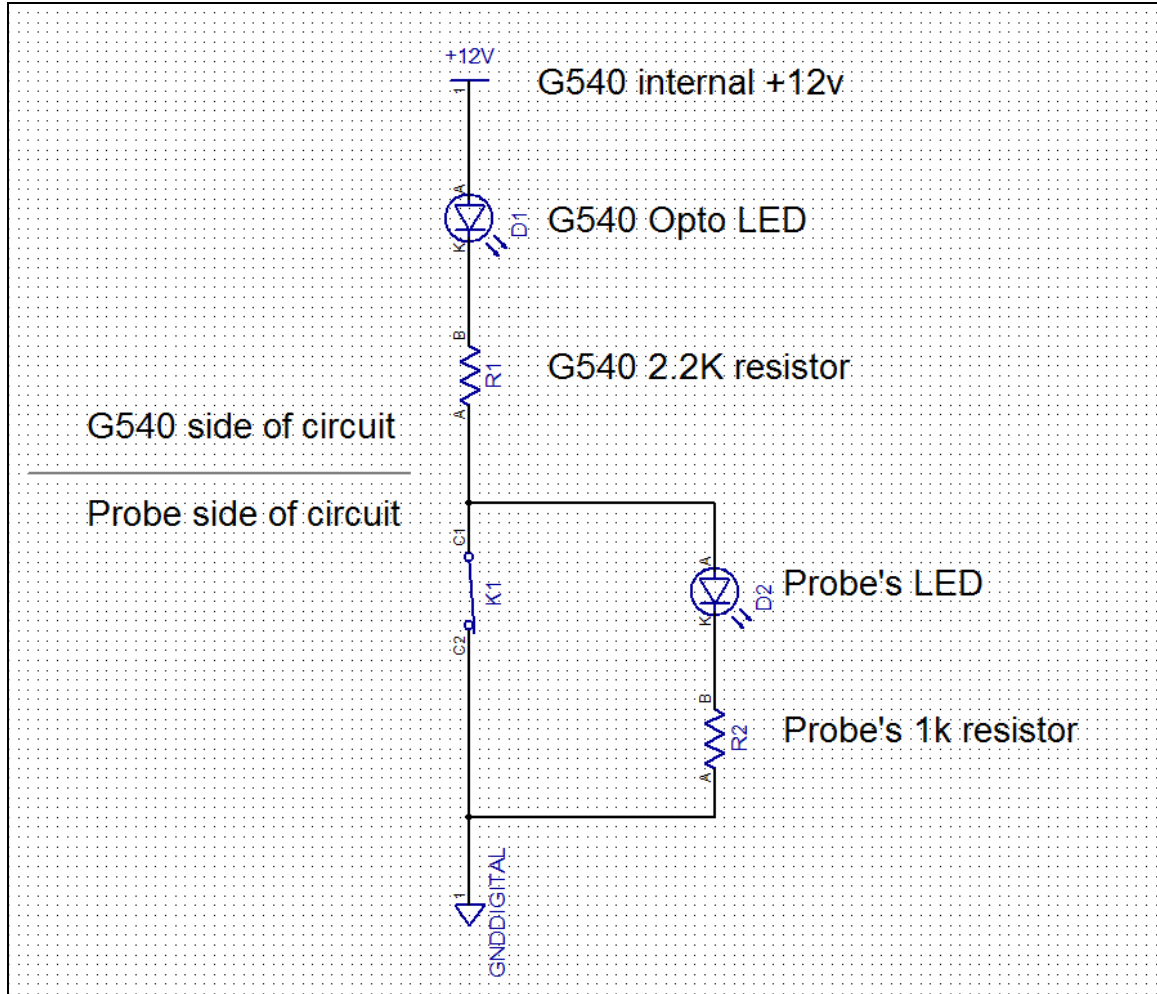 +12V
G540 internal +12v
1
A
D1
G540 Opto LED
K
B
R1
G540 2.2K resistor
A
G540 side of circuit
Probe side of circuit
C1
K1
C2
A
D2
Probe's LED
K
B
R2
Probe's 1k resistor
A
1
GNDDIGITAL